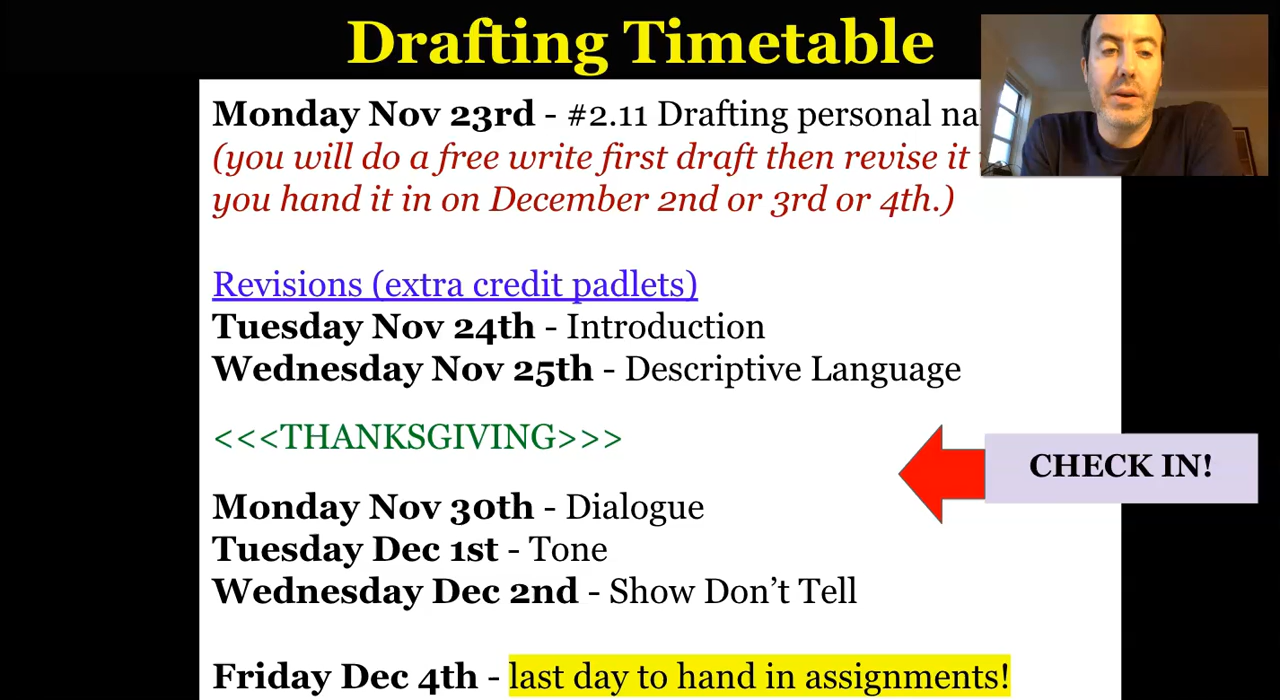 Drafting Timetable
Monday Nov 23rd - #2.11 Drafting personal
(you will do a free write first draft then revise it
you hand it in on December 2nd or 3rd or 4th.)
Revisions (extra credit padlets)
Tuesday Nov 24th - Introduction
Wednesday Nov 25th - Descriptive Language
<<<THANKSGIVING>>>
CHECK IN!
Monday Nov 30th - Dialogue
Tuesday Dec 1st - Tone
Wednesday Dec 2nd - Show Don’t Tell
Friday Dec 4th - last day to hand in assignments!